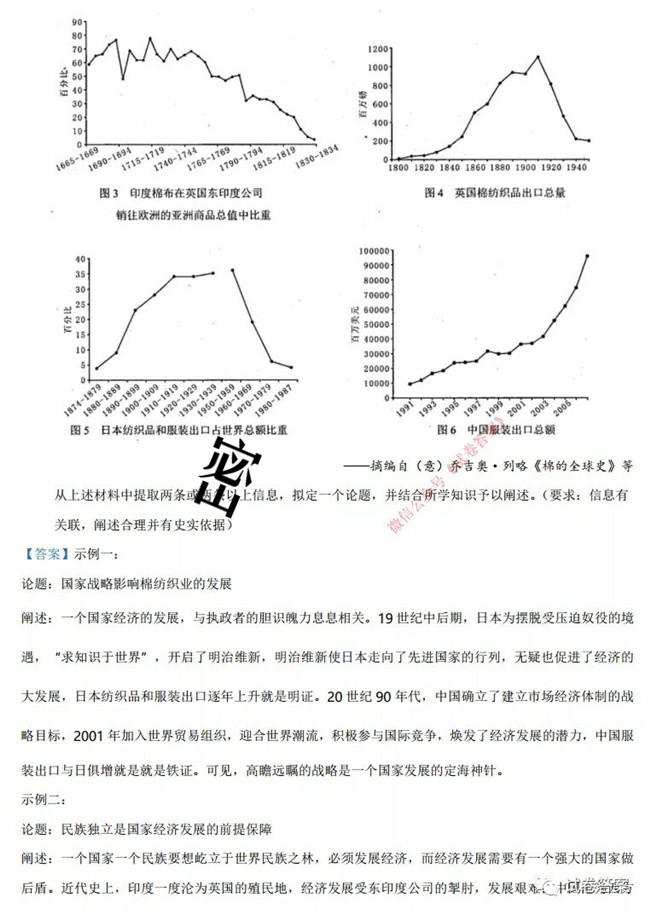 90
80
70
60
50
40
30
20
10
0
百分比
1665-1669
1690-1694
1715-1719
1740-1744
1765-1769
1790-1794
1815-1819
1830-1834
图3 印度棉布在英国东印度公司
销往欧洲的亚洲商品总值中比重
1200
1000
800
600
400
200
0
百万磅
1800 1820 1840 1860 1880 1900 1920 1940
图4 英国棉纺织品出口总量
40
35
30
25
20
15
10
5
0
百分比
1874-1879
1880-1889
1890-1899
1900-1909
1910-1919
1920-1929
1930-1939
1950-1959
1960-1969
1970-1979
1980-1987
图5 日本纺织品和服装出口占世界总额比重
100000
90000
80000
70000
60000
50000
40000
30000
20000
10000
0
百万美元
1991
1993
1995
1997
1999
2001
2003
2005
图6 中国服装出口总额
——摘编自（意）乔吉奥·列略《棉的全球史》等
密
微信公众号《试卷答案》
从上述材料中提取两条或两条以上信息，拟定一个论题，并结合所学知识予以阐述。（要求：信息有
关联，阐述合理并有史实依据）
【答案】示例一：
论题：国家战略影响棉纺织业的发展
阐述：一个国家经济的发展，与执政者的胆识魄力息息相关。19世纪中后期，日本为摆脱受压迫奴役的境
遇，“求知识于世界”，开启了明治维新，明治维新使日本走向了先进国家的行列，无疑也促进了经济的
大发展，日本纺织品和服装出口逐年上升就是明证。20世纪90年代，中国确立了建立市场经济体制的战
略目标，2001年加入世界贸易组织，迎合世界潮流，积极参与国际竞争，焕发了经济发展的潜力，中国服
装出口与日俱增就是就是铁证。可见，高瞻远瞩的战略是一个国家发展的定海神针。
示例二：
论题：民族独立是国家经济发展的前提保障
阐述：一个国家一个民族要想屹立于世界民族之林，必须发展经济，而经济发展需要有一个强大的国家做
后盾。近代史上，印度一度沦为英国的殖民地，经济发展受东印度公司的掣肘，发展艰难。中
试卷答案